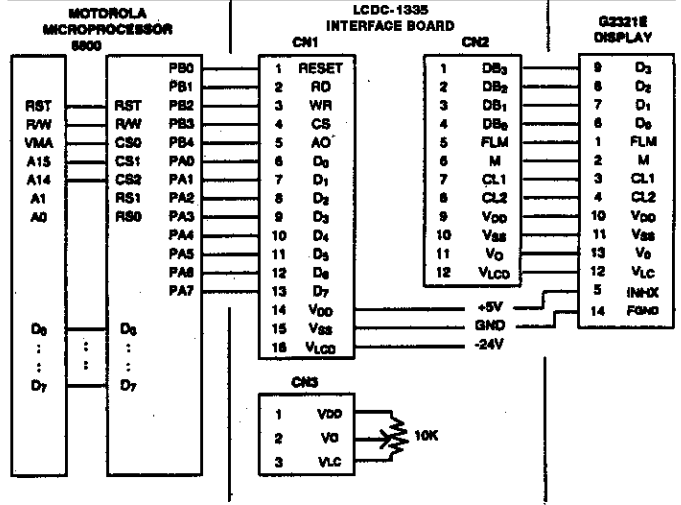 MOTOROLA
MICROPROCESSOR
6800
LCDC-1335
INTERFACE BOARD
G2321E
DISPLAY
CN1
CN2
RST
R/W
VMA
A15
A14
A1
A0
D0
D7
PB0
PB1
RST PB2
R/W PB3
CS0 PB4
CS1 PA0
CS2 PA1
RS1 PA2
RS0 PA3
PA4
PA5
PA6
PA7
D0
D7
1 RESET
2 RD
3 WR
4 CS
5 AO
6 D0
7 D1
8 D2
9 D3
10 D4
11 D5
12 D6
13 D7
14 VDD
15 VSS
16 VLCD
1 DB3
2 DB2
3 DB1
4 DB0
5 FLM
6 M
7 CL1
8 CL2
9 VDD
10 VSS
11 VO
12 VLCD
+5V
GND
-24V
9 D3
8 D2
7 D1
6 D0
1 FLM
2 M
3 CL1
4 CL2
10 VDD
11 VSS
13 V0
12 VLC
5 INHX
14 FGND
CN3
1 VDD
2 VO
3 VLC
10K